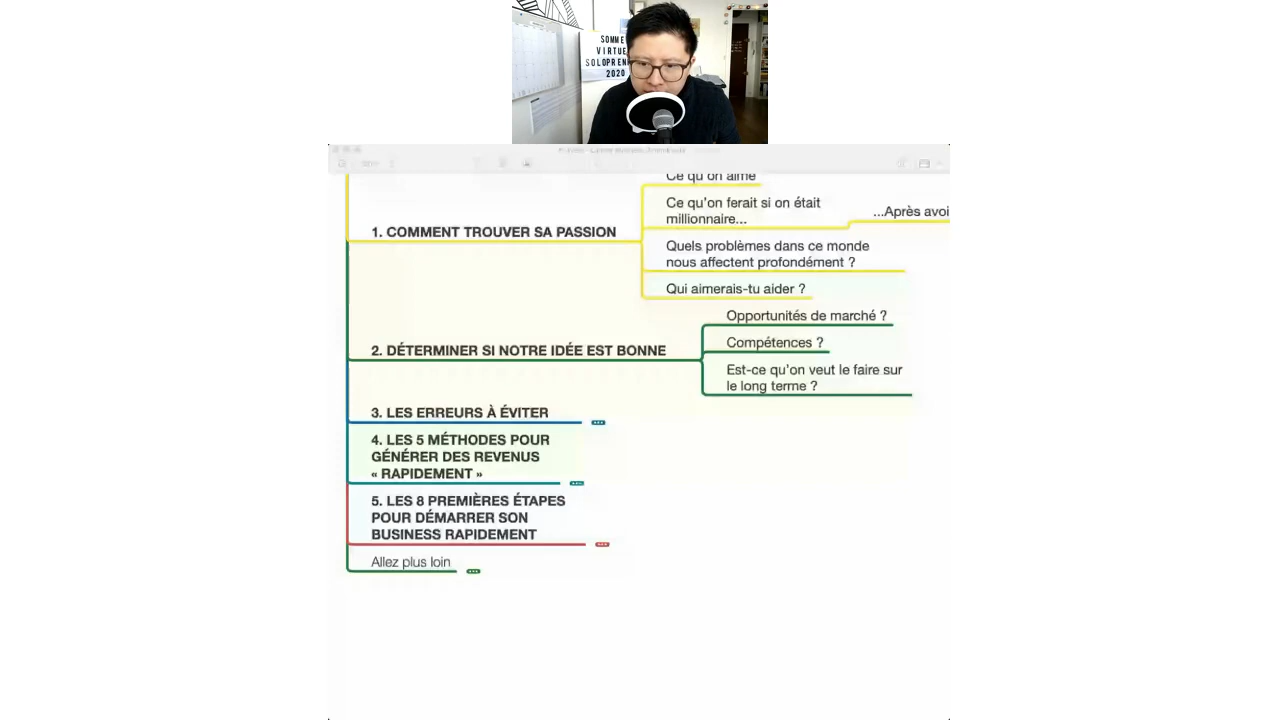 SOMME
VIRTUE
SOLOPREN
2020
Ce qu'on aime
Ce qu'on ferait si on était
millionnaire...
...Après avoi
1. COMMENT TROUVER SA PASSION
Quels problèmes dans ce monde
nous affectent profondément ?
Qui aimerais-tu aider ?
Opportunités de marché ?
2. DÉTERMINER SI NOTRE IDÉE EST BONNE
Compétences ?
Est-ce qu'on veut le faire sur
le long terme ?
3. LES ERREURS À ÉVITER
4. LES 5 MÉTHODES POUR
GÉNÉRER DES REVENUS
« RAPIDEMENT »
5. LES 8 PREMIÈRES ÉTAPES
POUR DÉMARRER SON
BUSINESS RAPIDEMENT
Allez plus loin